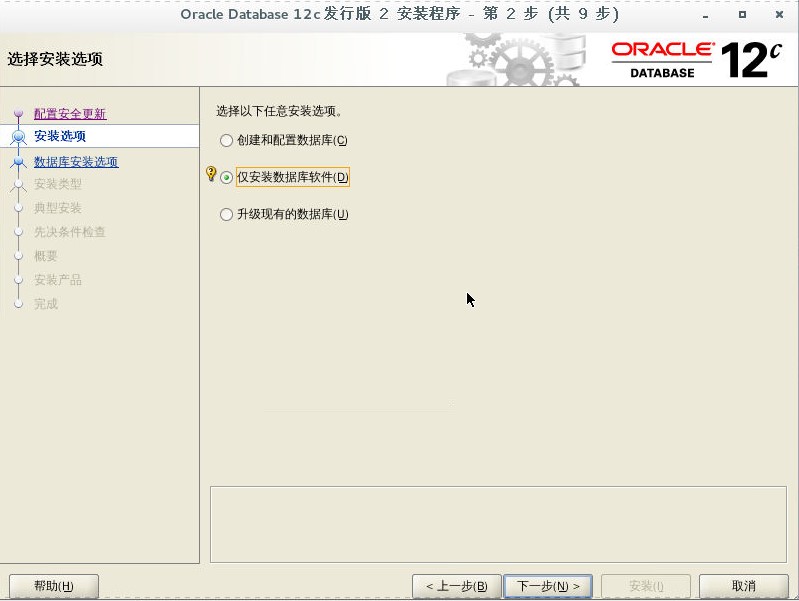 Oracle Database 12c 发行版 2 安装程序 - 第 2 步 (共 9 步)
选择安装选项
ORACLE
DATABASE
12c
配置安全更新
安装选项
数据库安装选项
安装类型
典型安装
先决条件检查
概要
安装产品
完成
选择以下任意安装选项。
创建和配置数据库(C)
仅安装数据库软件(D)
升级现有的数据库(U)
帮助(H)
< 上一步(B)
下一步(N) >
安装(I)
取消